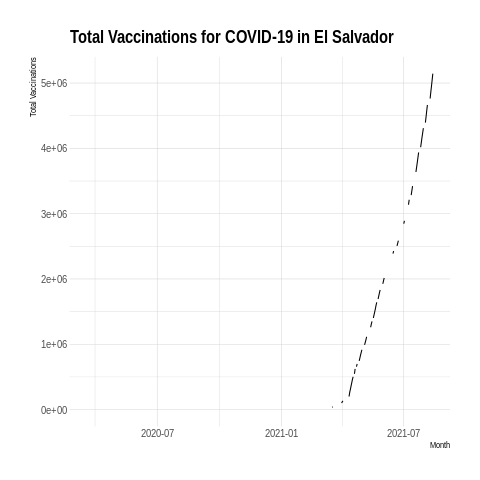 Total Vaccinations for COVID-19 in El Salvador
Total Vaccinations
5e+06
4e+06
3e+06
2e+06
1e+06
0e+00
2020-07 2021-01 2021-07
Month